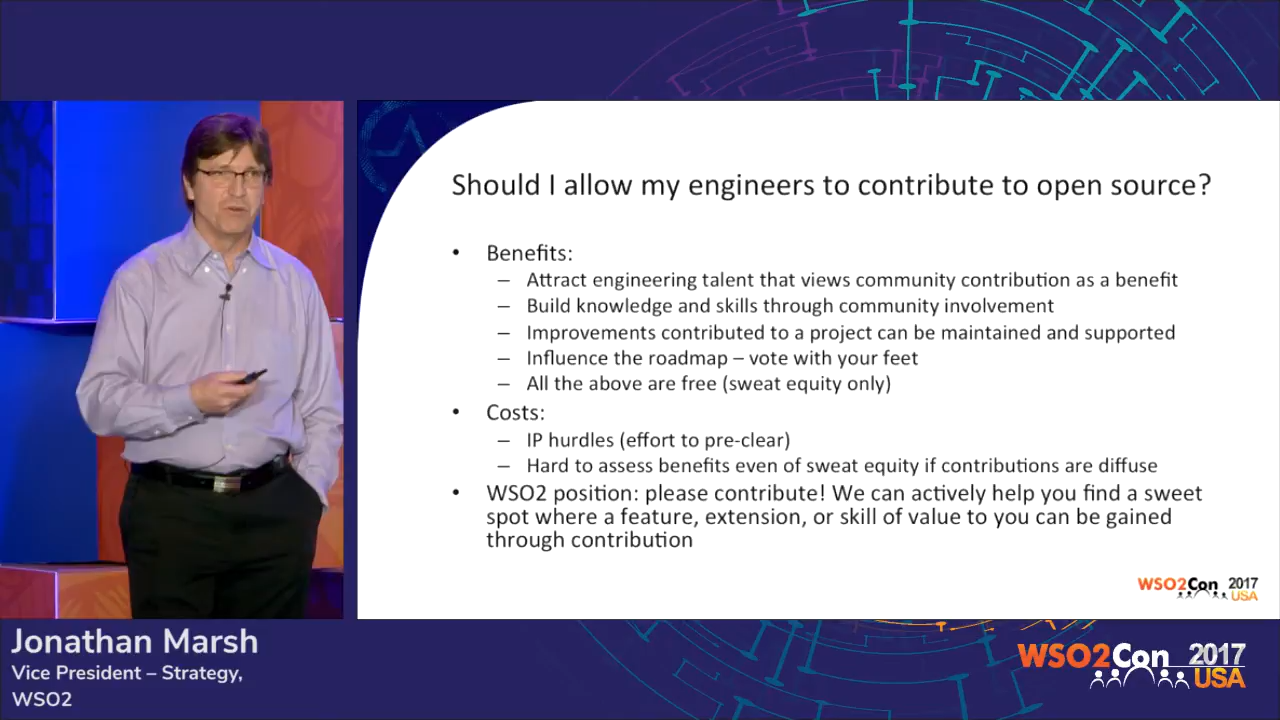 Should I allow my engineers to contribute to open source?
• Benefits:
– Attract engineering talent that views community contribution as a benefit
– Build knowledge and skills through community involvement
– Improvements contributed to a project can be maintained and supported
– Influence the roadmap – vote with your feet
– All the above are free (sweat equity only)
• Costs:
– IP hurdles (effort to pre-clear)
– Hard to assess benefits even of sweat equity if contributions are diffuse
• WSO2 position: please contribute! We can actively help you find a sweet
spot where a feature, extension, or skill of value to you can be gained
through contribution
WSO2Con 2017
USA
Jonathan Marsh
Vice President – Strategy,
WSO2
WSO2Con 2017
USA